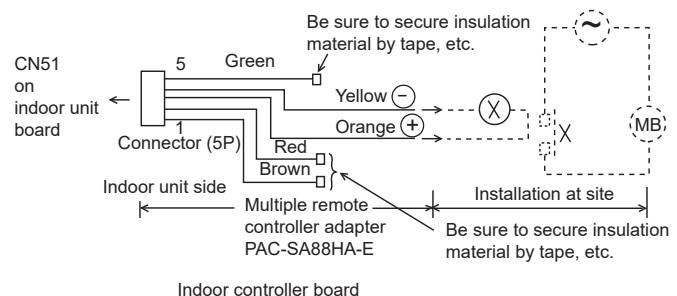 Be sure to secure insulation
material by tape, etc.
~
CN51
on
indoor unit
board
5
Green
Yellow −
X
Orange +
X
MB
1
Connector (5P)
Red
Brown
Indoor unit side
Installation at site
Multiple remote
controller adapter
PAC-SA88HA-E
Be sure to secure insulation
material by tape, etc.
Indoor controller board